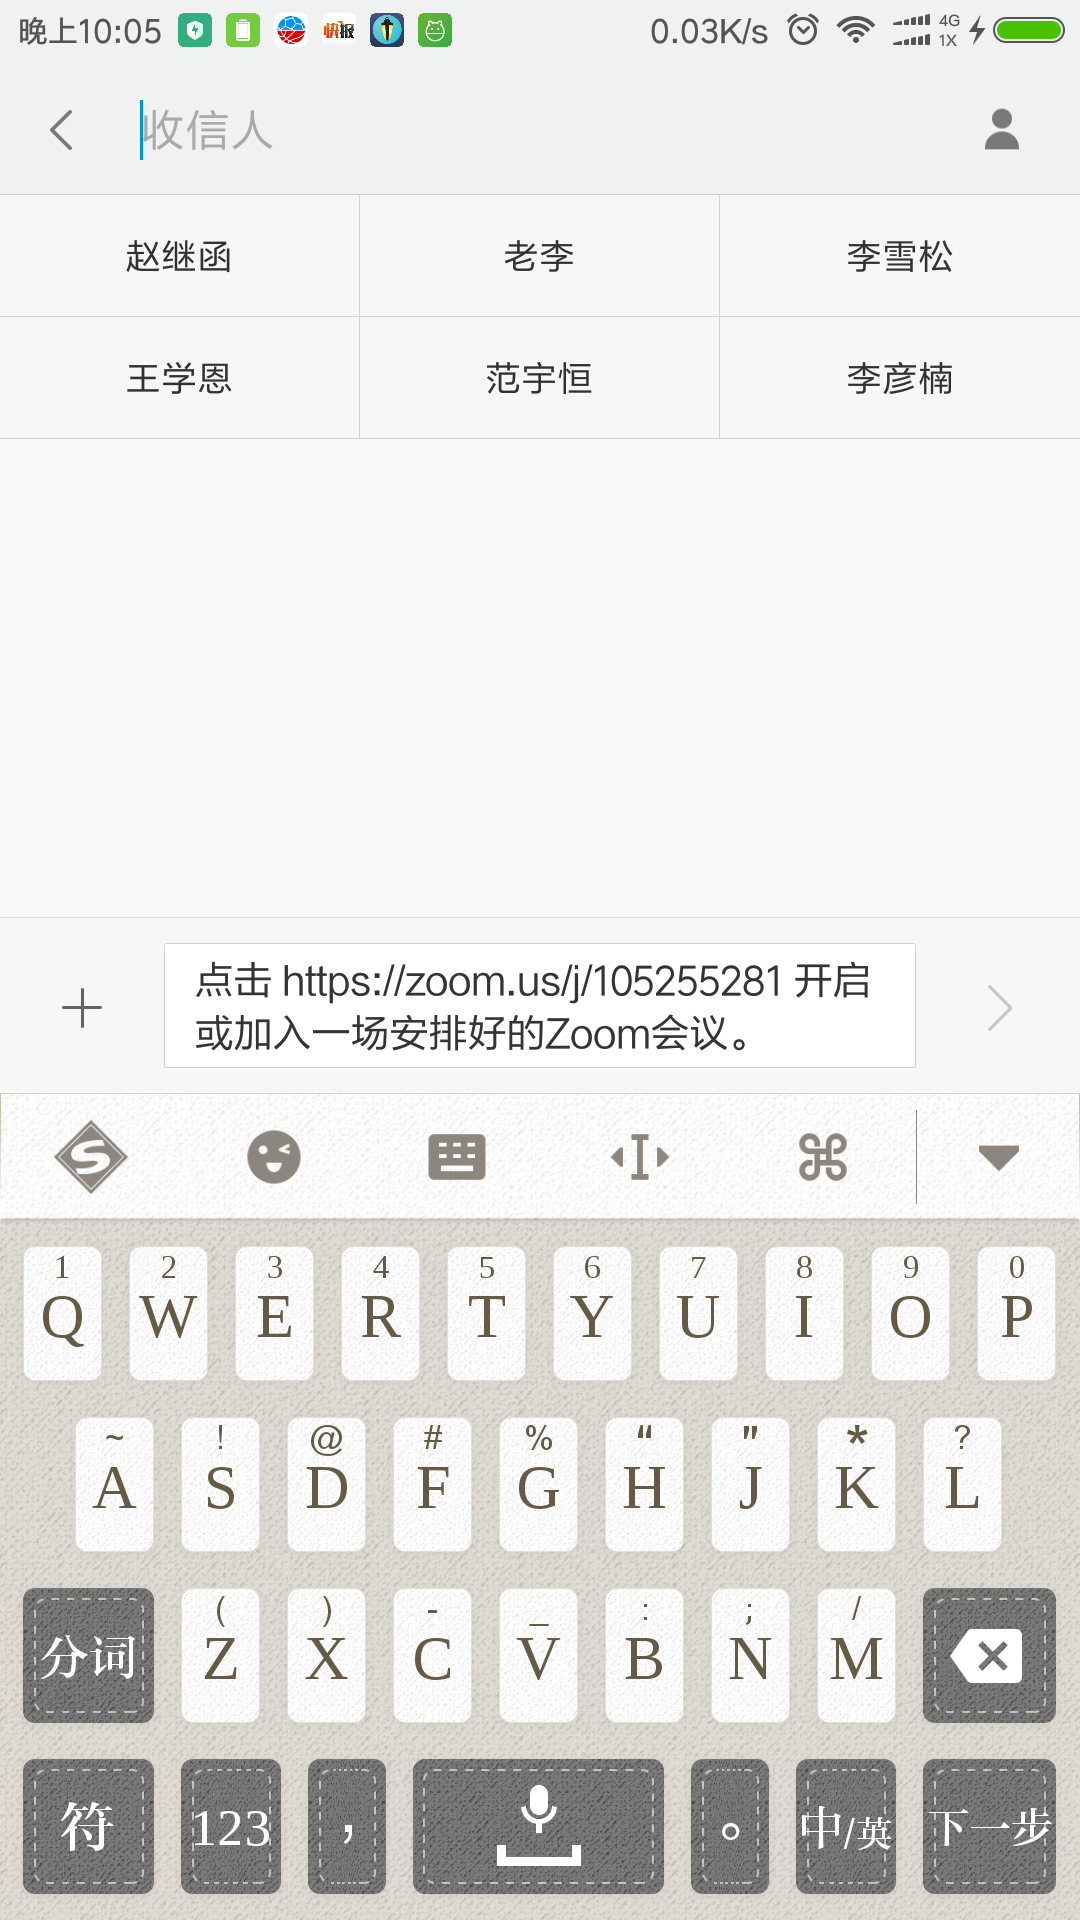 晚上10:05 快报 0.03K/s 4G 1X
收信人
赵继函 老李 李雪松
王学恩 范宇恒 李彦楠
点击 https://zoom.us/j/105255281 开启
或加入一场安排好的Zoom会议。
1 2 3 4 5 6 7 8 9 0
Q W E R T Y U I O P
~ ! @ # % “ ” * ?
A S D F G H J K L
( ) - _ : ; /
分词 Z X C V B N M
符 123 , 。 中/英 下一步